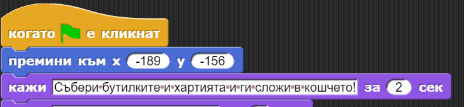 когато е кликнат
премини към x -189 y -156
кажи Събери бутилките и хартията и ги сложи в кошчето! за 2 сек